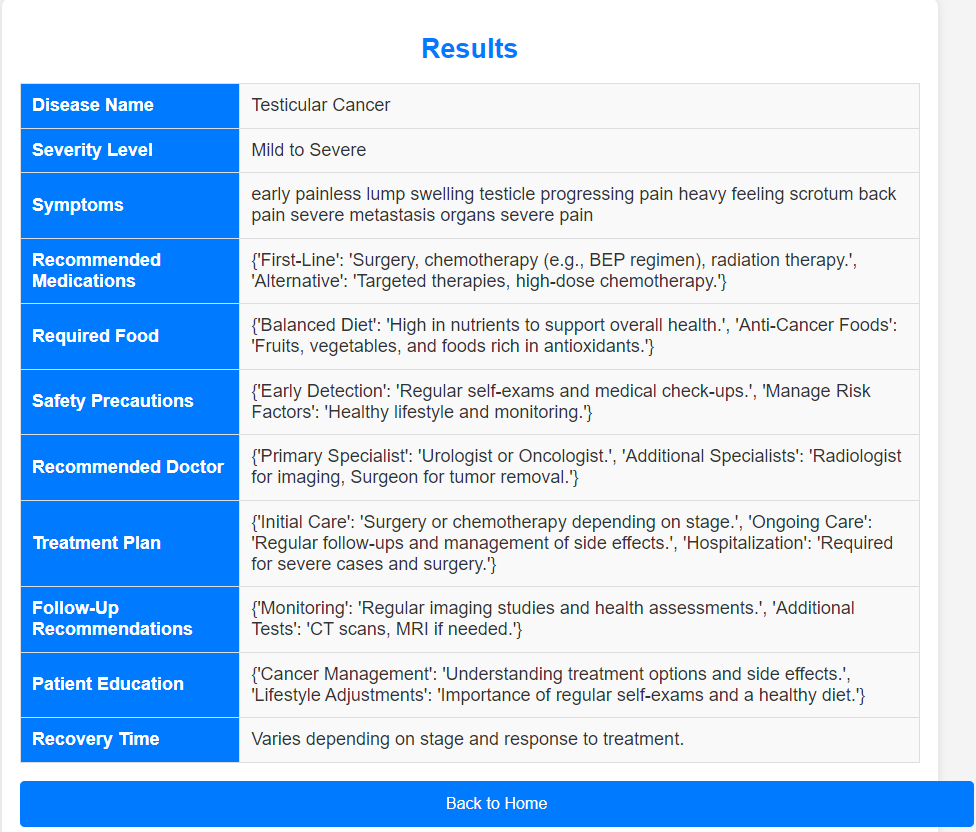 Results
Disease Name
Testicular Cancer
Severity Level
Mild to Severe
Symptoms
early painless lump swelling testicle progressing pain heavy feeling scrotum back
pain severe metastasis organs severe pain
Recommended
Medications
{'First-Line': 'Surgery, chemotherapy (e.g., BEP regimen), radiation therapy.',
'Alternative': 'Targeted therapies, high-dose chemotherapy.'}
Required Food
{'Balanced Diet': 'High in nutrients to support overall health.', 'Anti-Cancer Foods':
'Fruits, vegetables, and foods rich in antioxidants.'}
Safety Precautions
{'Early Detection': 'Regular self-exams and medical check-ups.', 'Manage Risk
Factors': 'Healthy lifestyle and monitoring.'}
Recommended Doctor
{'Primary Specialist': 'Urologist or Oncologist.', 'Additional Specialists': 'Radiologist
for imaging, Surgeon for tumor removal.'}
Treatment Plan
{'Initial Care': 'Surgery or chemotherapy depending on stage.', 'Ongoing Care':
'Regular follow-ups and management of side effects.', 'Hospitalization': 'Required
for severe cases and surgery.'}
Follow-Up
Recommendations
{'Monitoring': 'Regular imaging studies and health assessments.', 'Additional
Tests': 'CT scans, MRI if needed.'}
Patient Education
{'Cancer Management': 'Understanding treatment options and side effects.',
'Lifestyle Adjustments': 'Importance of regular self-exams and a healthy diet.'}
Recovery Time
Varies depending on stage and response to treatment.
Back to Home